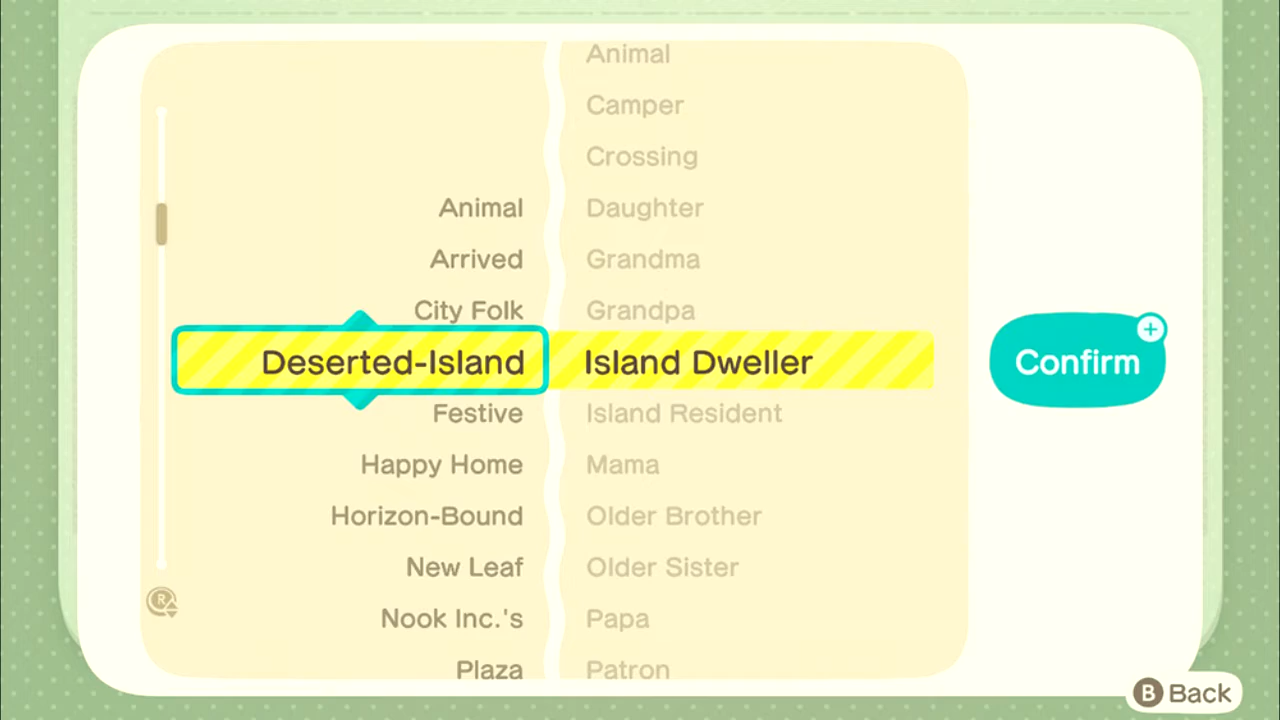 Animal
Camper
Crossing
Animal Daughter
Arrived Grandma
City Folk Grandpa
Deserted-Island Island Dweller
+
Confirm
Festive Island Resident
Happy Home Mama
Horizon-Bound Older Brother
New Leaf Older Sister
R
Nook Inc.'s Papa
Plaza Patron
B Back